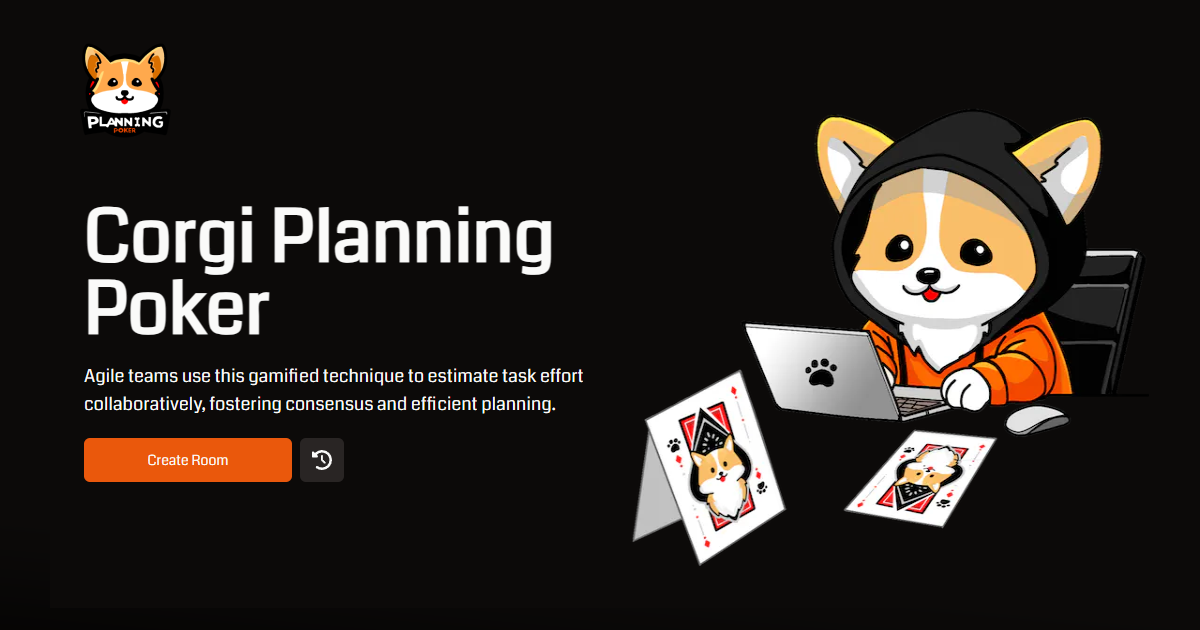 PLANNING
POKER
Corgi Planning
Poker
Agile teams use this gamified technique to estimate task effort
collaboratively, fostering consensus and efficient planning.
Create Room